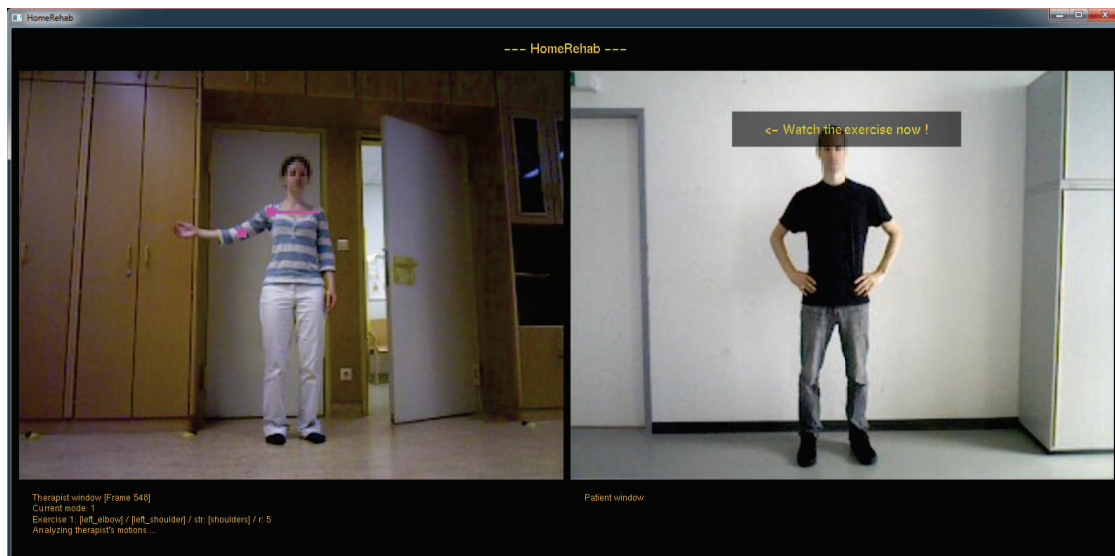 HomeRehab
--- HomeRehab ---
<- Watch the exercise now !
Therapist window [Frame 548]
Current mode: 1
Exercise 1: [left_elbow] / [left_shoulder] / str: [shoulders] / r: 5
Analyzing therapist's motions ...
Patient window